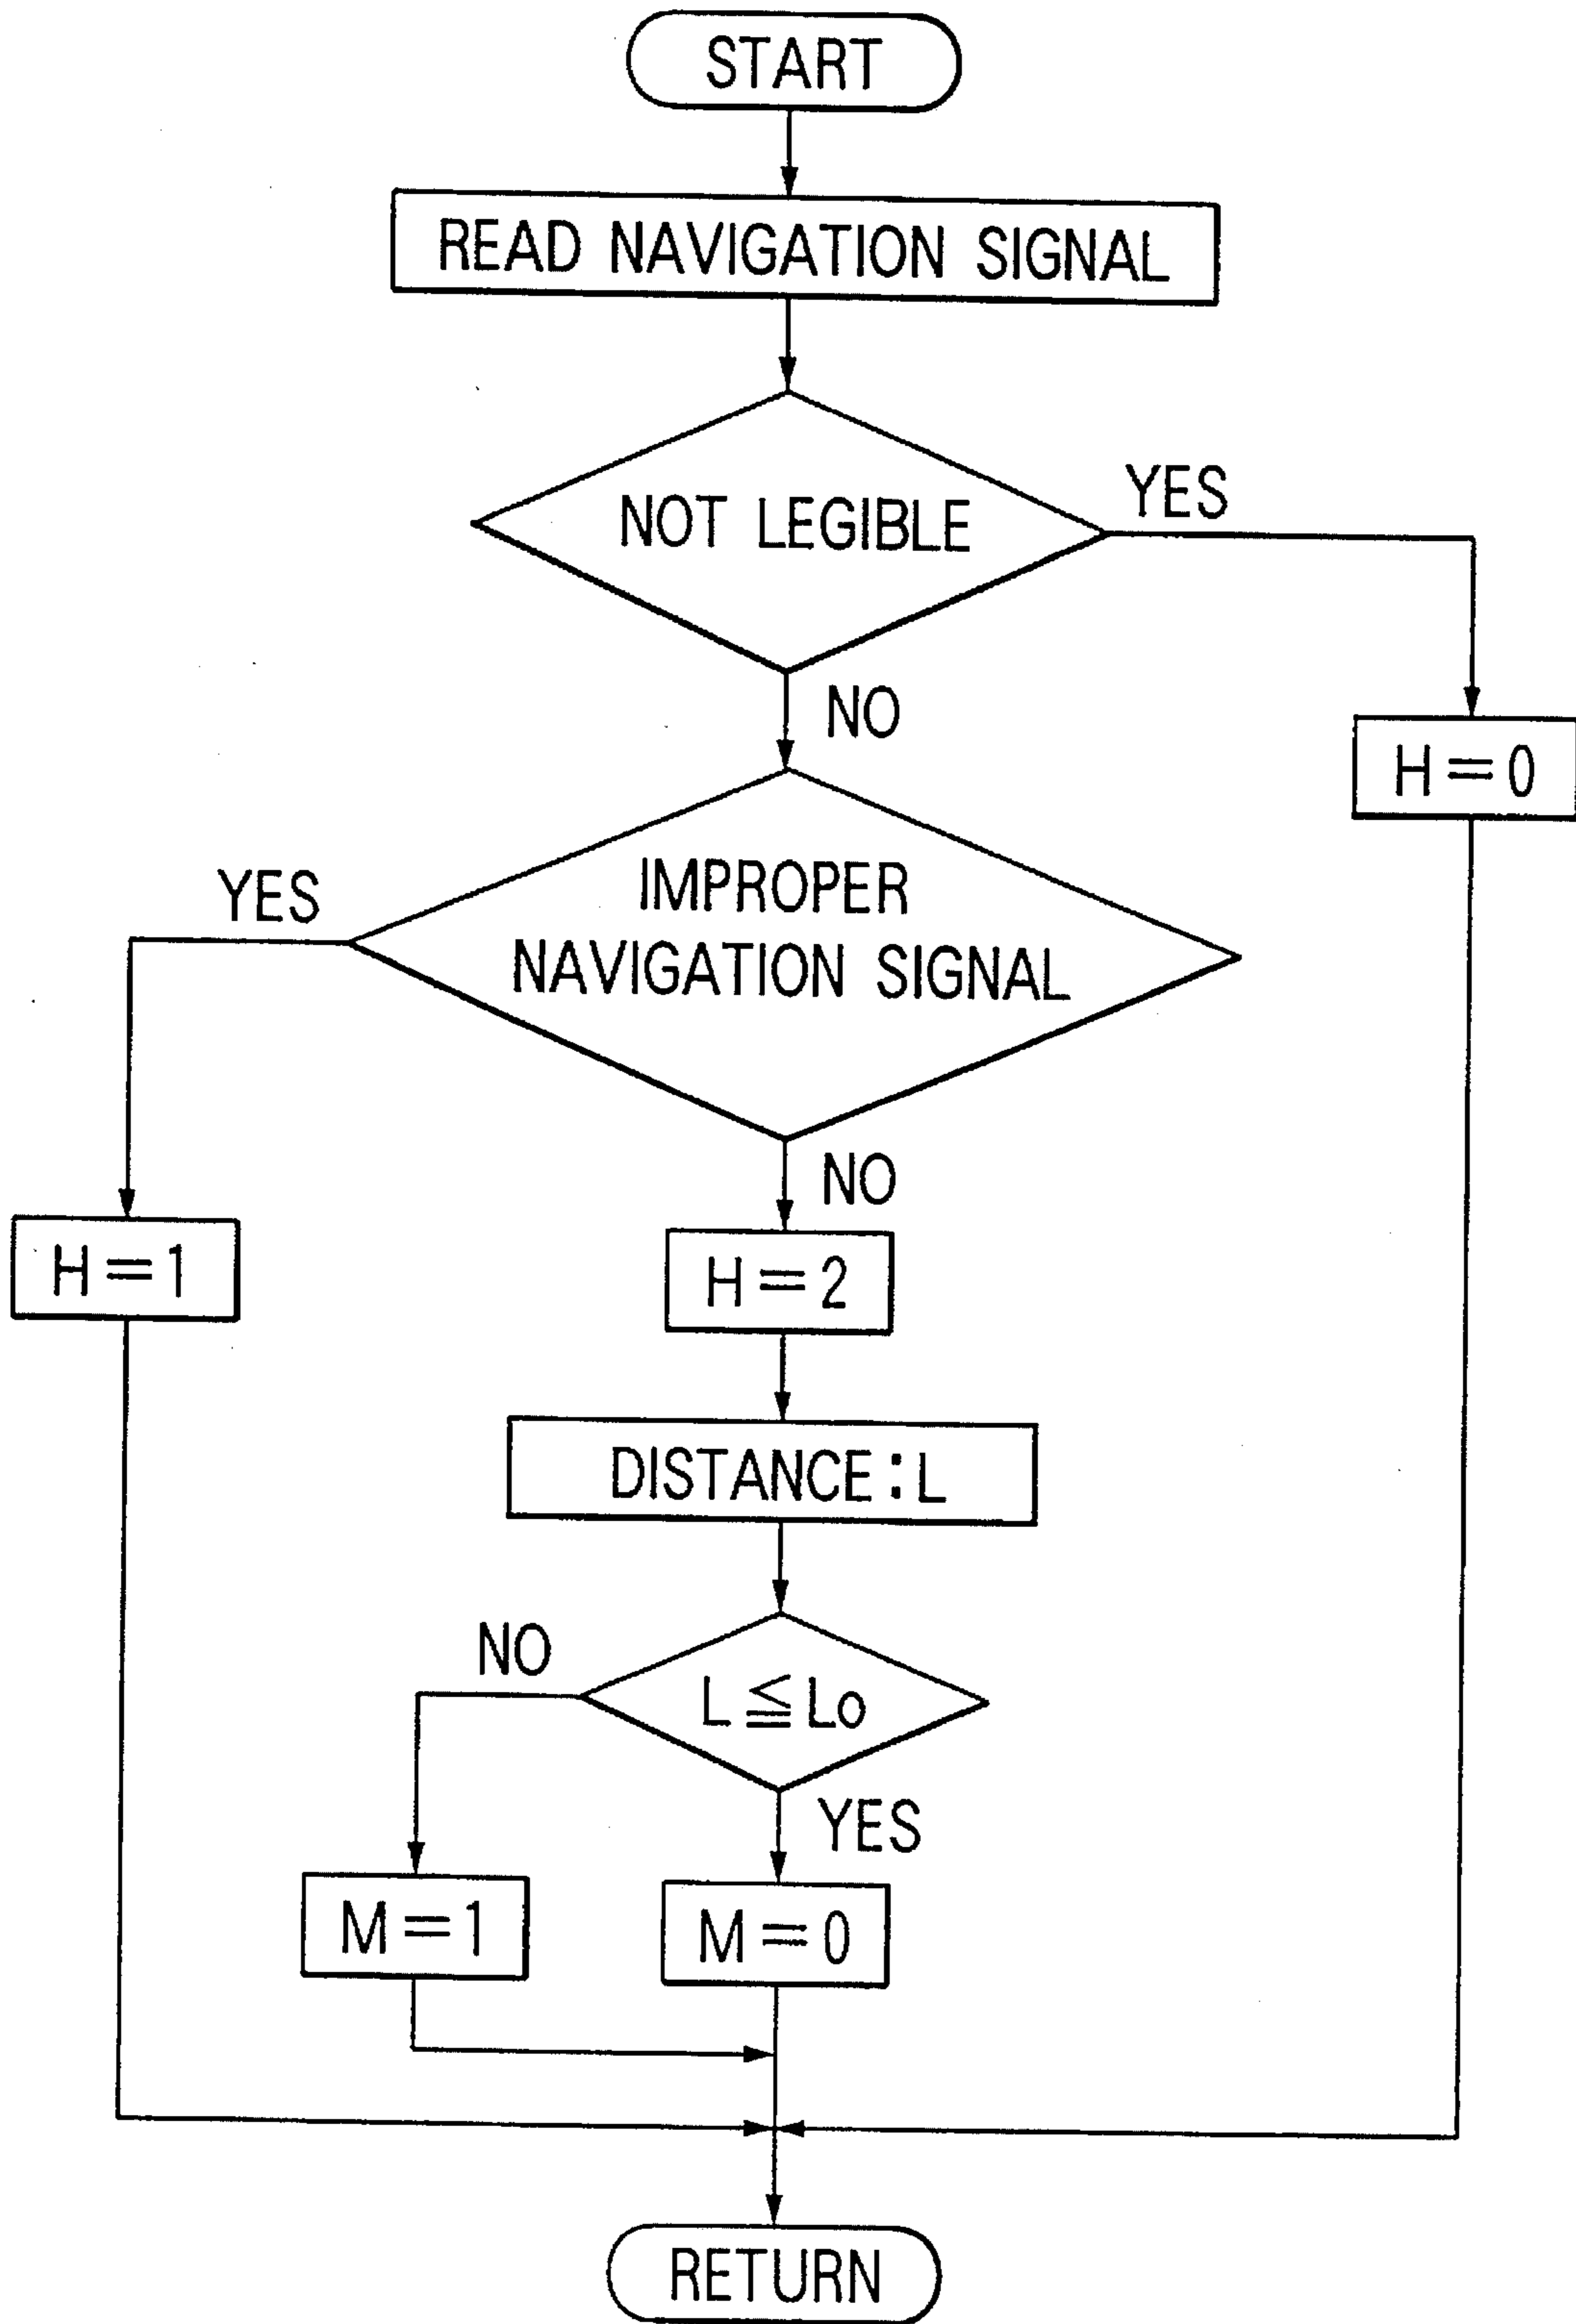 START
READ NAVIGATION SIGNAL
NOT LEGIBLE
YES
NO
H=0
IMPROPER
NAVIGATION SIGNAL
YES
NO
H=1
H=2
DISTANCE:L
NO
L≦Lo
YES
M=1
M=0
RETURN